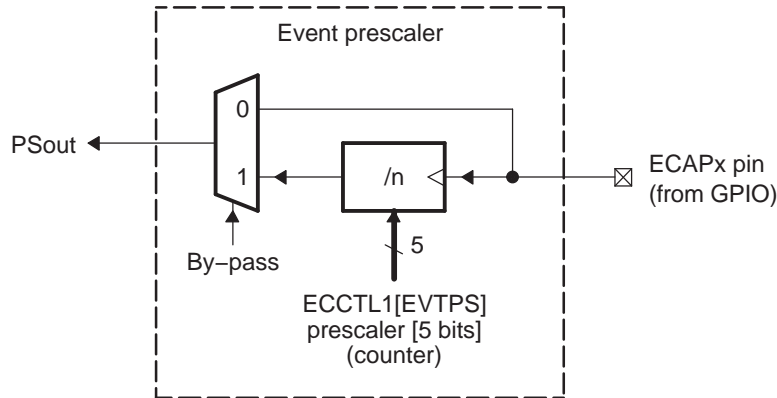 Event prescaler
0
PSout
1
/n
ECAPx pin
(from GPIO)
By−pass
5
ECCTL1[EVTPS]
prescaler [5 bits]
(counter)